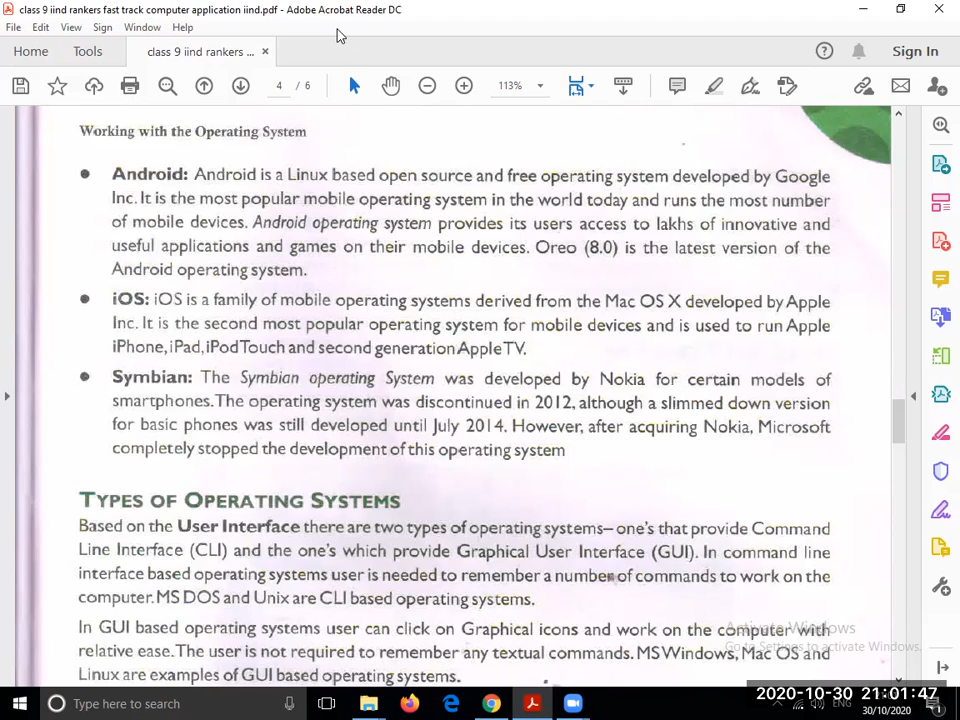 class 9 iind rankers fast track computer application iind.pdf - Adobe Acrobat Reader DC
File Edit View Sign Window Help
Home Tools class 9 iind rankers ... × Sign In
4 / 6 113%
Working with the Operating System
• Android: Android is a Linux based open source and free operating system developed by Google
Inc. It is the most popular mobile operating system in the world today and runs the most number
of mobile devices. Android operating system provides its users access to lakhs of innovative and
useful applications and games on their mobile devices. Oreo (8.0) is the latest version of the
Android operating system.
• iOS: iOS is a family of mobile operating systems derived from the Mac OS X developed by Apple
Inc. It is the second most popular operating system for mobile devices and is used to run Apple
iPhone, iPad, iPod Touch and second generation Apple TV.
• Symbian: The Symbian operating System was developed by Nokia for certain models of
smartphones. The operating system was discontinued in 2012, although a slimmed down version
for basic phones was still developed until July 2014. However, after acquiring Nokia, Microsoft
completely stopped the development of this operating system
TYPES OF OPERATING SYSTEMS
Based on the User Interface there are two types of operating systems– one's that provide Command
Line Interface (CLI) and the one's which provide Graphical User Interface (GUI). In command line
interface based operating systems user is needed to remember a number of commands to work on the
computer. MS DOS and Unix are CLI based operating systems.
In GUI based operating systems user can click on Graphical icons and work on the computer with
relative ease. The user is not required to remember any textual commands. MS Windows, Mac OS and
Linux are examples of GUI based operating systems.
Activate Windows
Go to Settings to activate Windows.
Type here to search
ENG
2020-10-30 21:01:47
30/10/2020